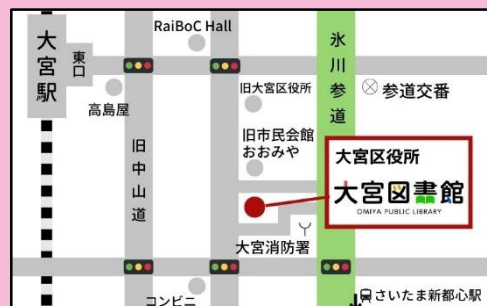 RaiBoC Hall
大宮駅
東口
高島屋
旧中山道
旧大宮区役所
旧市民会館
おおみや
氷川参道
参道交番
大宮区役所
大宮図書館
OMIYA PUBLIC LIBRARY
大宮消防署
コンビニ
さいたま新都心駅